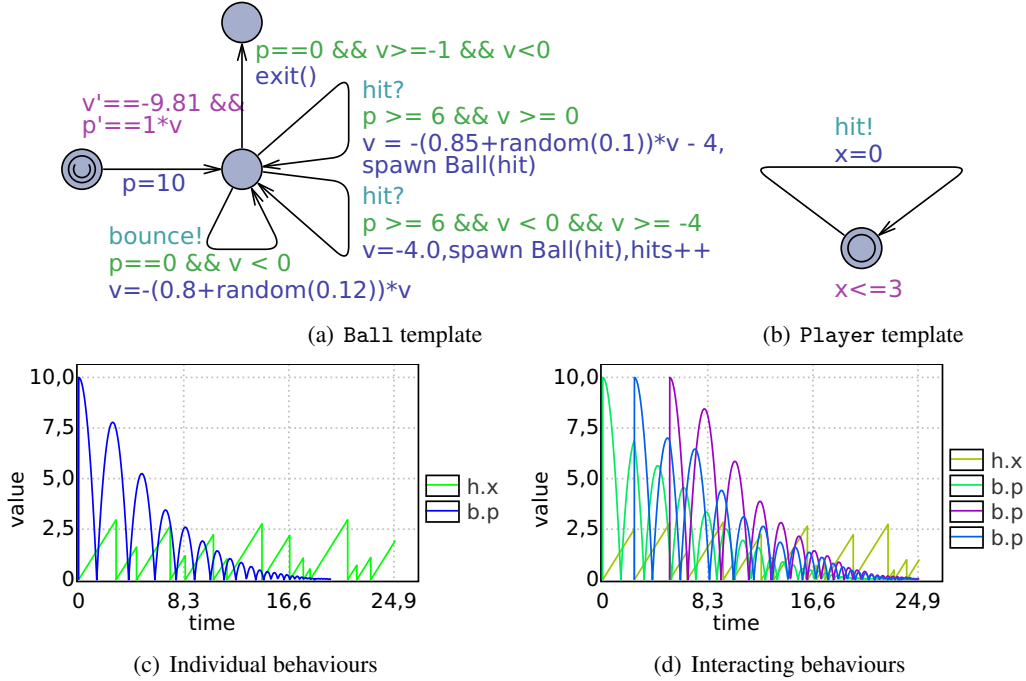 p==0 && v>=-1 && v<0
exit()
v'==-9.81 &&
p'==1*v
hit?
p >= 6 && v >= 0
v = -(0.85+random(0.1))*v - 4,
spawn Ball(hit)
p=10
hit?
p >= 6 && v < 0 && v >= -4
v=-4.0,spawn Ball(hit),hits++
bounce!
p==0 && v < 0
v=-(0.8+random(0.12))*v
hit!
x=0
x<=3
(a) Ball template
(b) Player template
10,0
7,5
5,0
2,5
0
value
0
8,3
16,6
24,9
time
h.x
b.p
(c) Individual behaviours
10,0
7,5
5,0
2,5
0
value
0
8,3
16,6
24,9
time
h.x
b.p
b.p
b.p
(d) Interacting behaviours